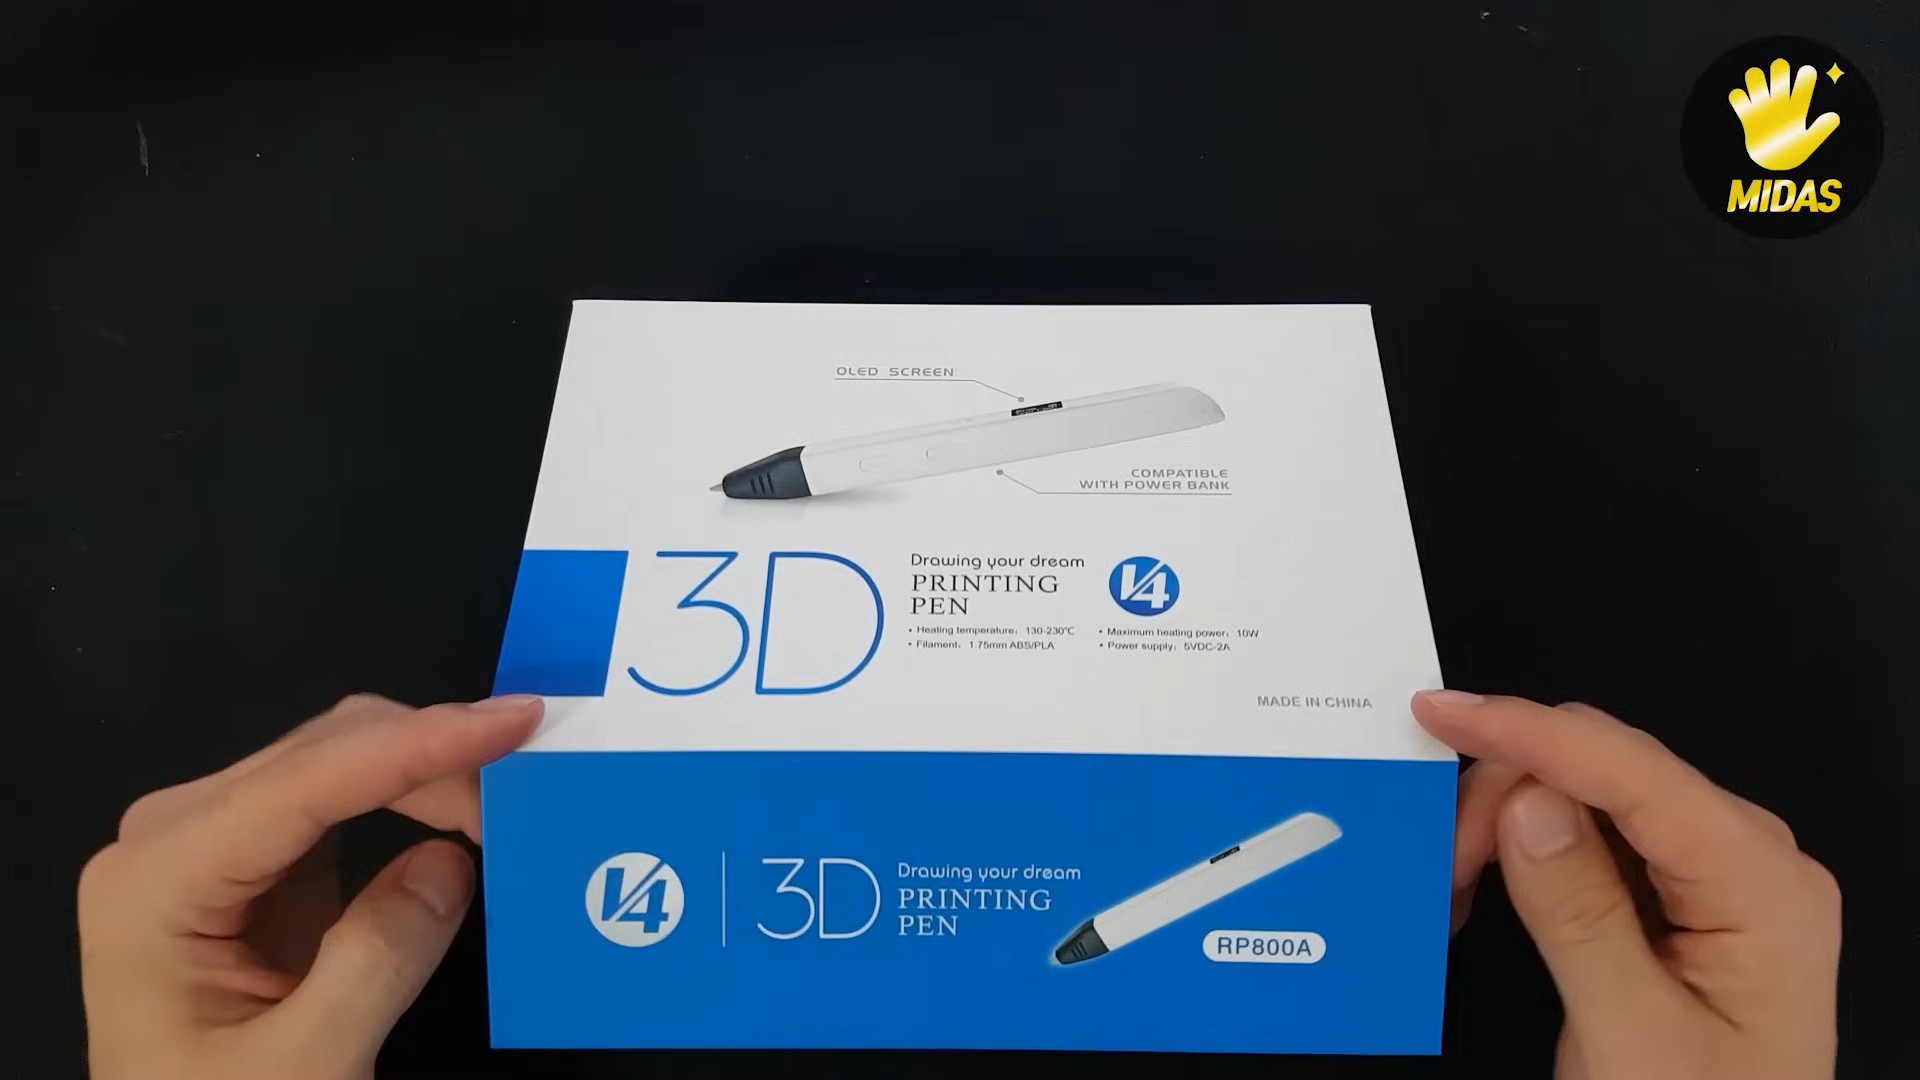 MIDAS
OLED SCREEN
COMPATIBLE
WITH POWER BANK
3D
Drawing your dream
PRINTING
PEN
V4
• Heating temperature: 130-230℃
• Filament: 1.75mm ABS/PLA
• Maximum heating power: 10W
• Power supply: 5VDC-2A
MADE IN CHINA
V4
3D
Drawing your dream
PRINTING
PEN
RP800A